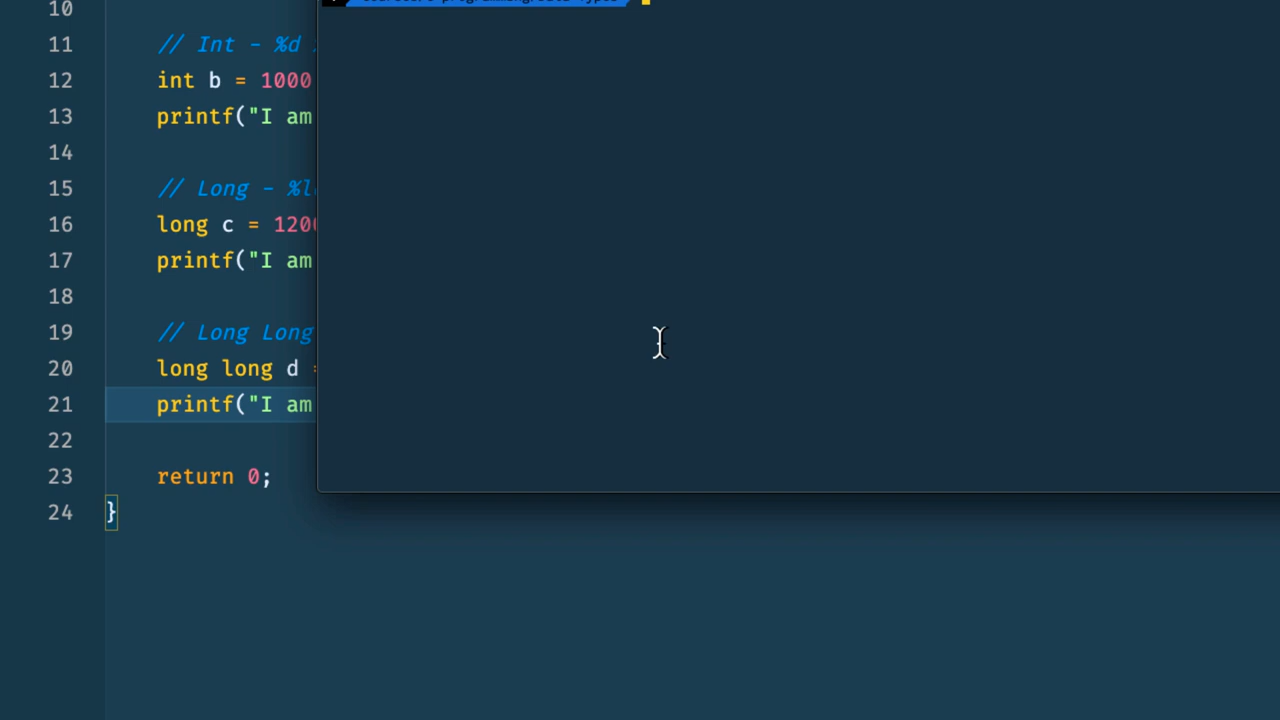 10
11 // Int - %d
12 int b = 1000
13 printf("I am
14
15 // Long - %l
16 long c = 120
17 printf("I am
18
19 // Long Long
20 long long d =
21 printf("I am
22
23 return 0;
24 }